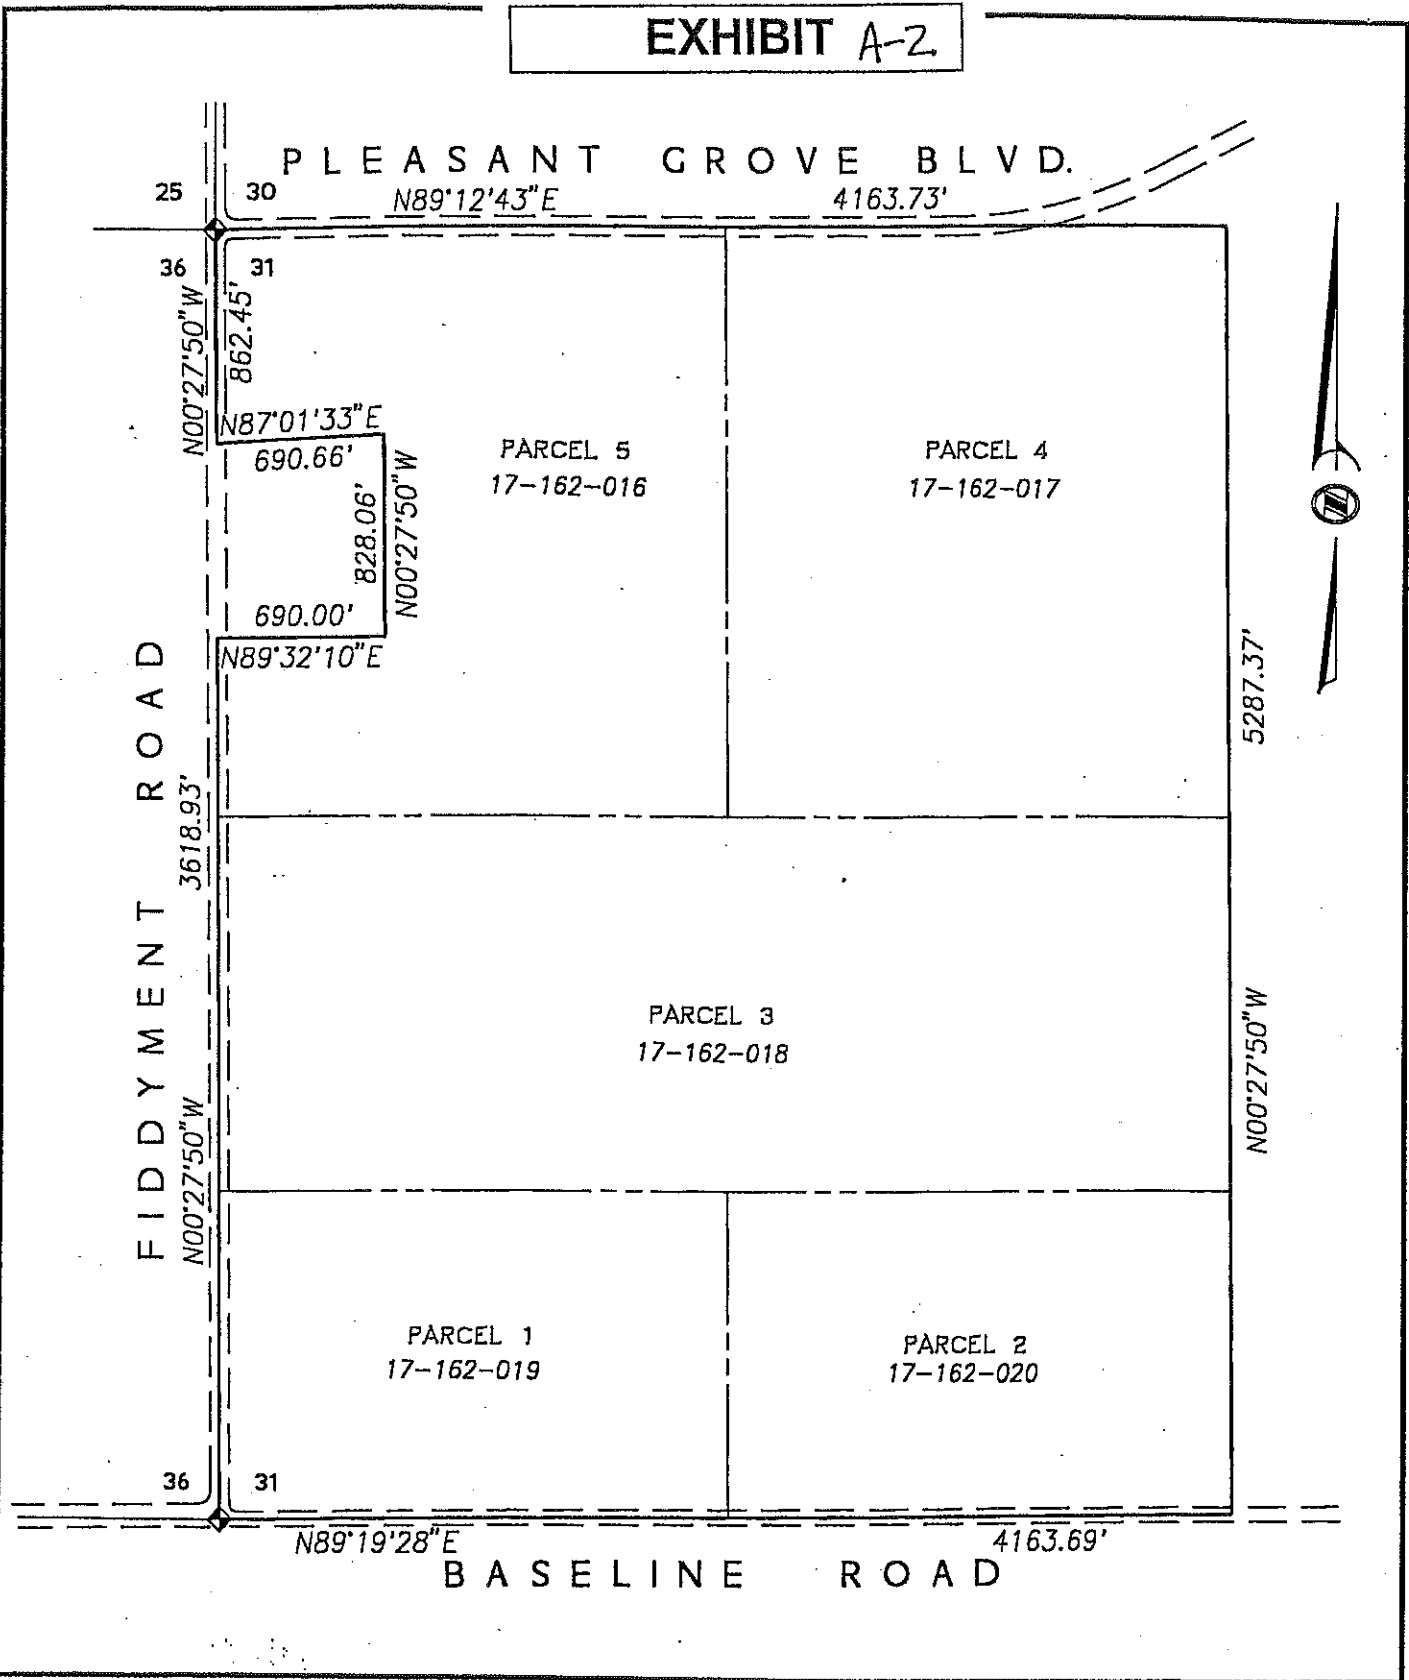 EXHIBIT A-2
PLEASANT GROVE BLVD.
25 30
N89°12'43"E 4163.73'
36 31
N00°27'50"W
862.45'
N87°01'33"E
690.66'
828.06'
N00°27'50"W
690.00'
N89°32'10"E
PARCEL 5
17-162-016
PARCEL 4
17-162-017
5287.37'
N00°27'50"W
FIDDYMENT ROAD
3618.93'
N00°27'50"W
PARCEL 3
17-162-018
PARCEL 1
17-162-019
PARCEL 2
17-162-020
36 31
N89°19'28"E 4163.69'
BASELINE ROAD